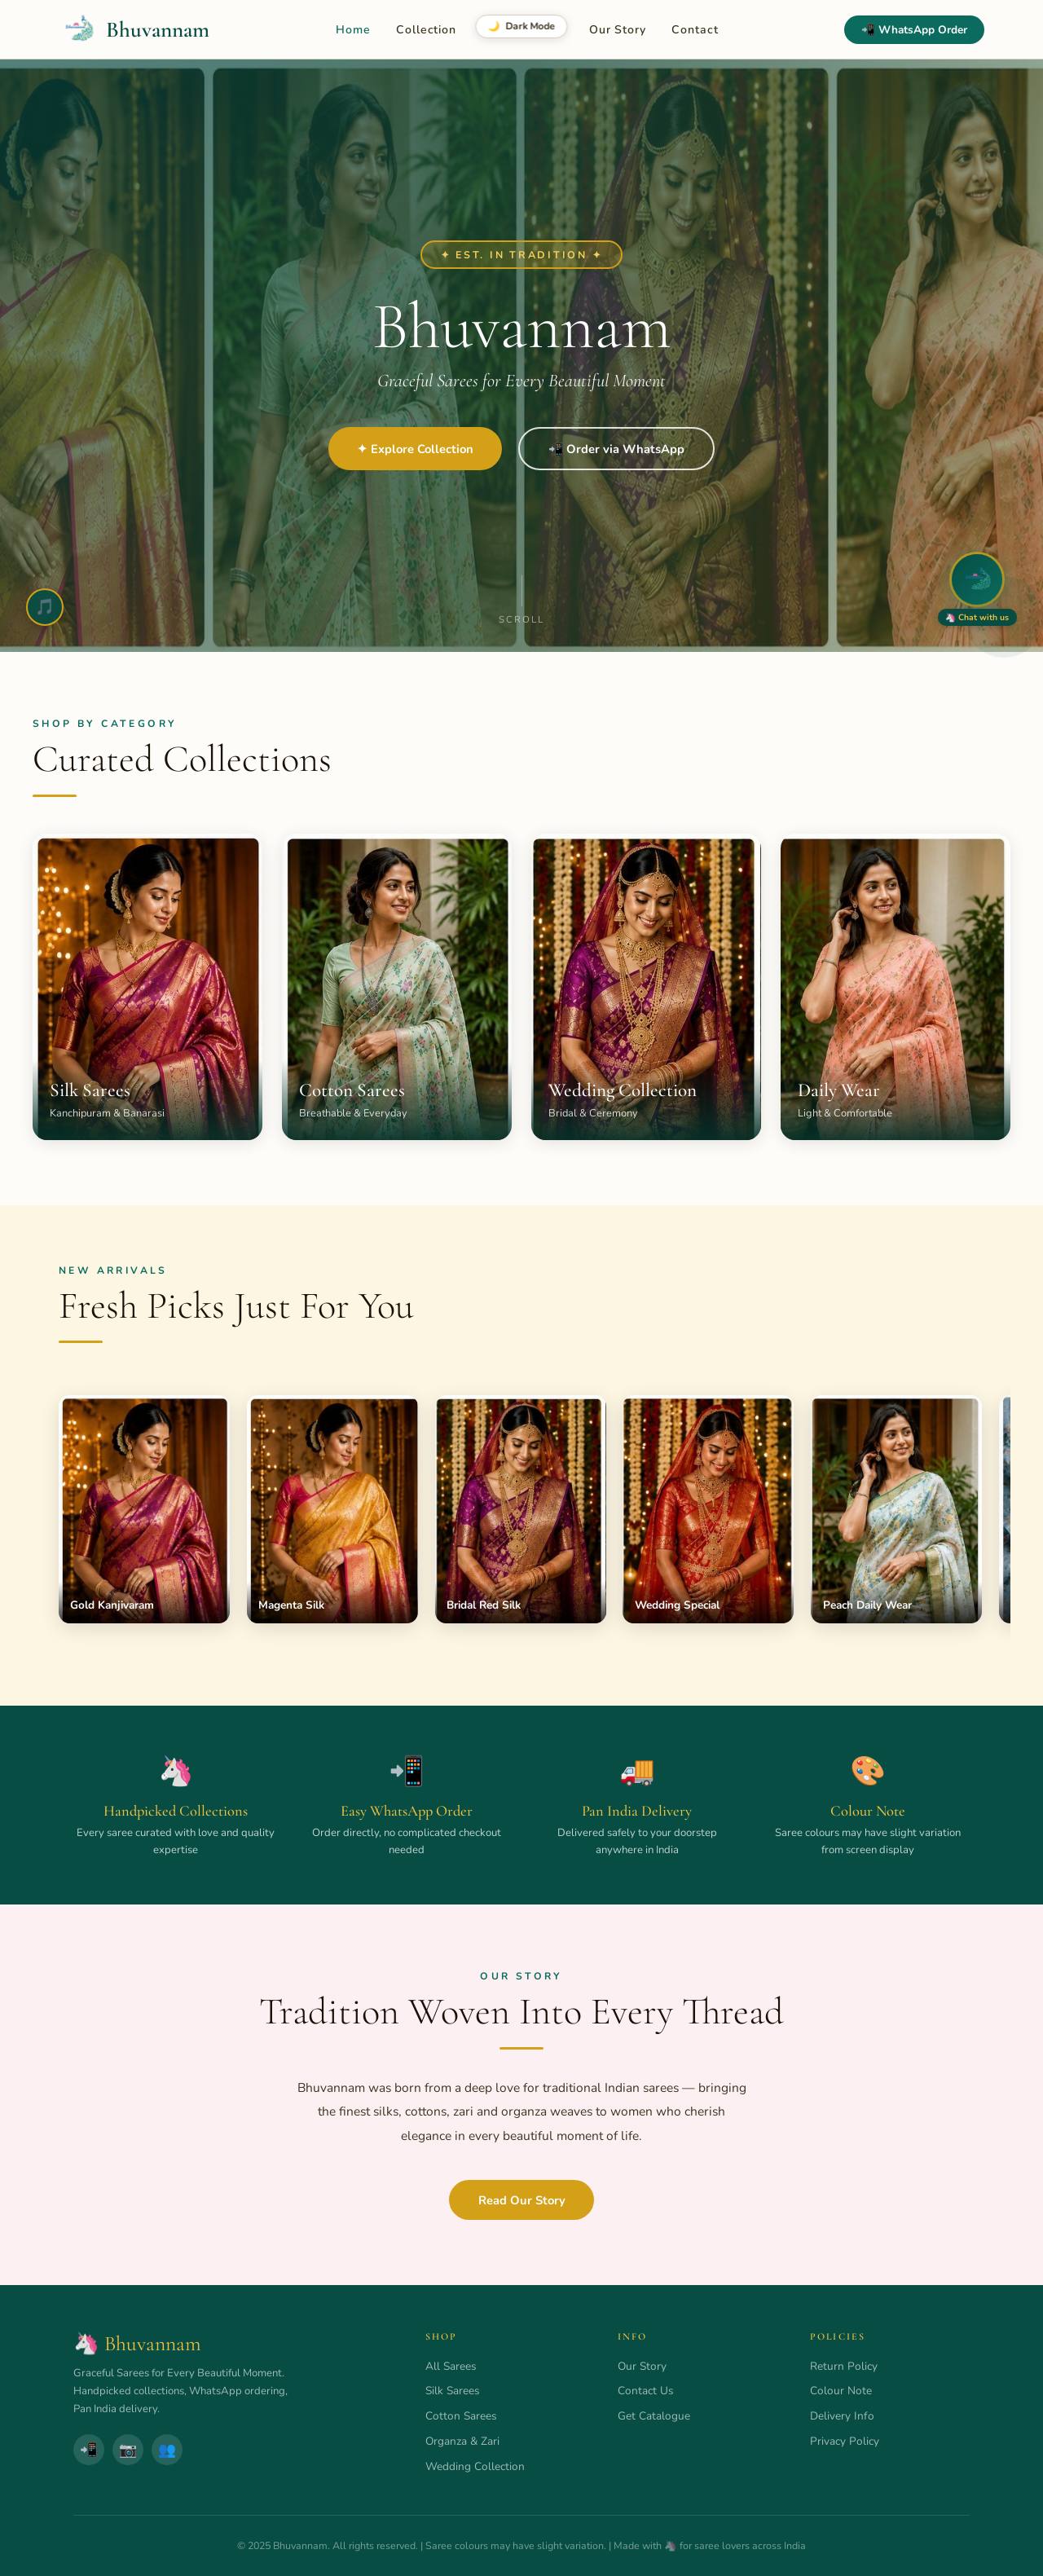 Bhuvannam
Home
Collection
🌙 Dark Mode
Our Story
Contact
📲 WhatsApp Order
✦ EST. IN TRADITION ✦
Bhuvannam
Graceful Sarees for Every Beautiful Moment
✦ Explore Collection
📲 Order via WhatsApp
SCROLL
🦄 Chat with us
SHOP BY CATEGORY
Curated Collections
Silk Sarees
Kanchipuram & Banarasi
Cotton Sarees
Breathable & Everyday
Wedding Collection
Bridal & Ceremony
Daily Wear
Light & Comfortable
NEW ARRIVALS
Fresh Picks Just For You
Gold Kanjivaram
Magenta Silk
Bridal Red Silk
Wedding Special
Peach Daily Wear
Handpicked Collections
Every saree curated with love and quality
expertise
Easy WhatsApp Order
Order directly, no complicated checkout
needed
Pan India Delivery
Delivered safely to your doorstep
anywhere in India
Colour Note
Saree colours may have slight variation
from screen display
OUR STORY
Tradition Woven Into Every Thread
Bhuvannam was born from a deep love for traditional Indian sarees — bringing
the finest silks, cottons, zari and organza weaves to women who cherish
elegance in every beautiful moment of life.
Read Our Story
🦄 Bhuvannam
Graceful Sarees for Every Beautiful Moment.
Handpicked collections, WhatsApp ordering,
Pan India delivery.
SHOP
All Sarees
Silk Sarees
Cotton Sarees
Organza & Zari
Wedding Collection
INFO
Our Story
Contact Us
Get Catalogue
POLICIES
Return Policy
Colour Note
Delivery Info
Privacy Policy
© 2025 Bhuvannam. All rights reserved. | Saree colours may have slight variation. | Made with 🦄 for saree lovers across India